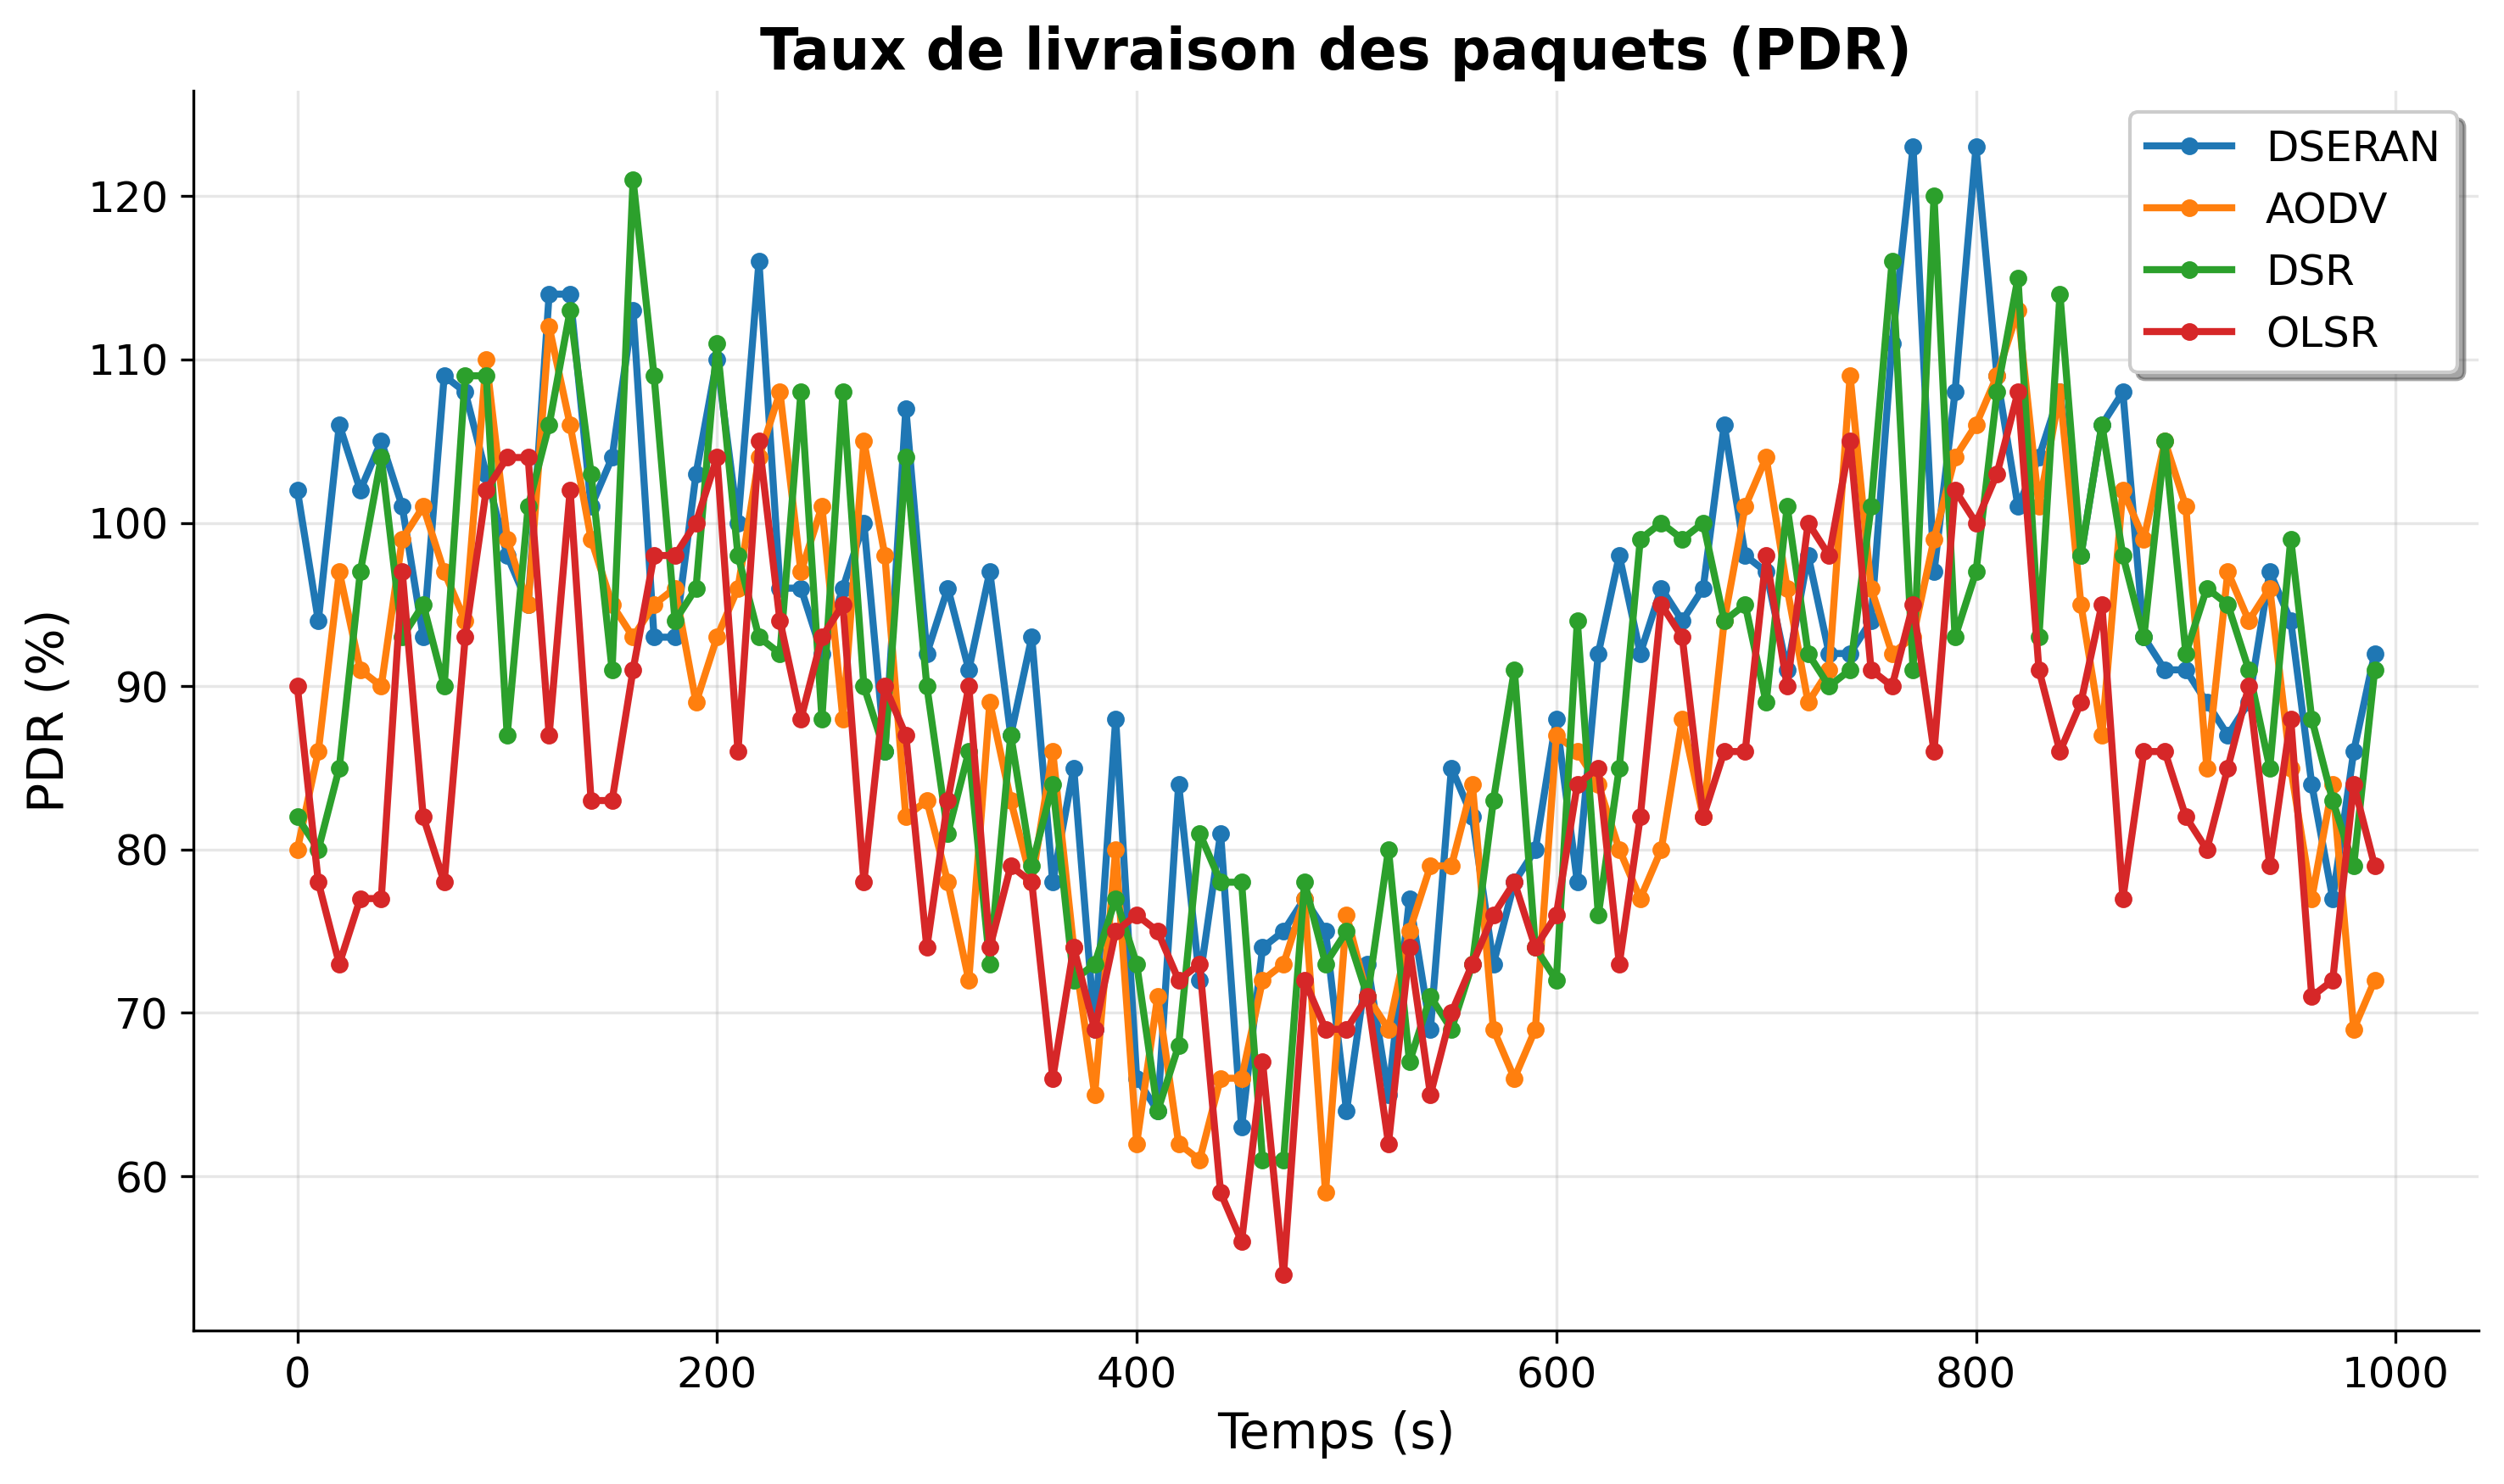 Taux de livraison des paquets (PDR)
DSERAN
AODV
DSR
OLSR
PDR (%)
120
110
100
90
80
70
60
0 200 400 600 800 1000
Temps (s)